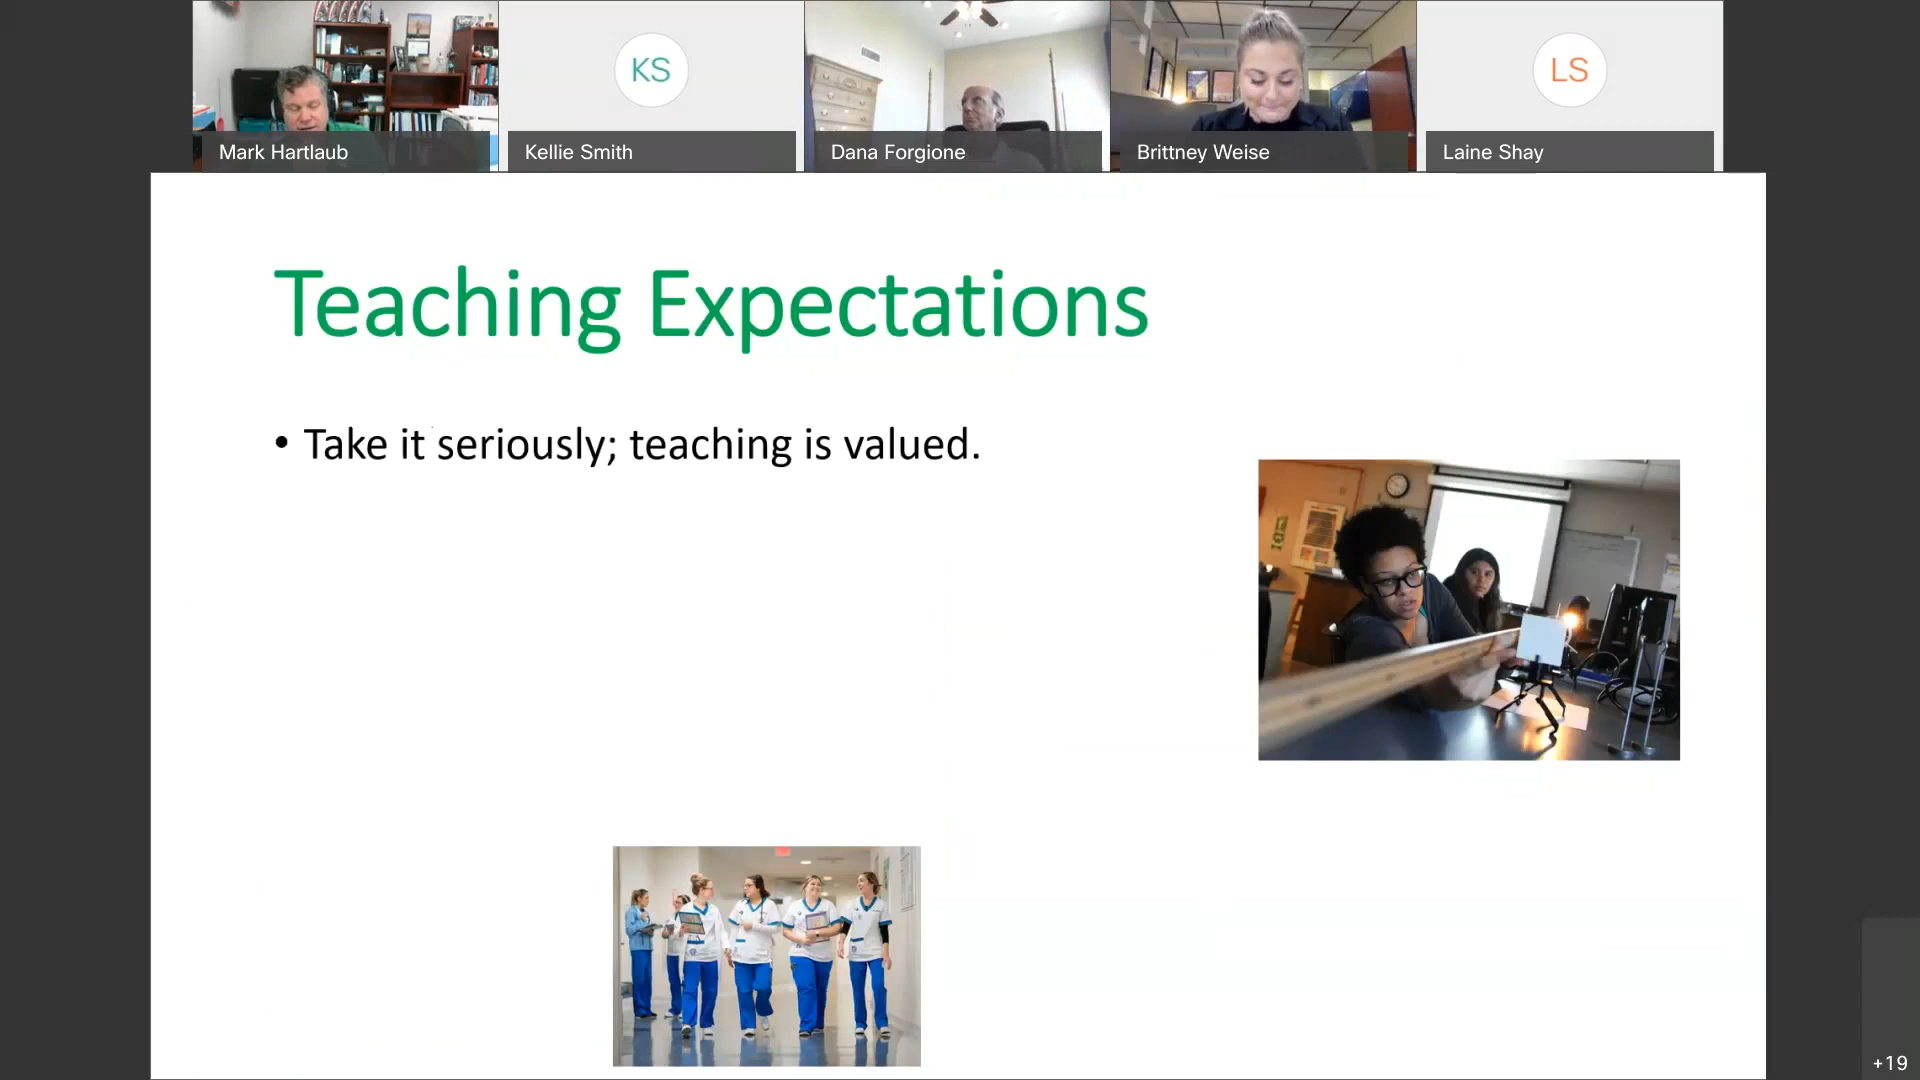 Mark Hartlaub
KS
Kellie Smith
Dana Forgione
Brittney Weise
LS
Laine Shay
Teaching Expectations
• Take it seriously; teaching is valued.
+19